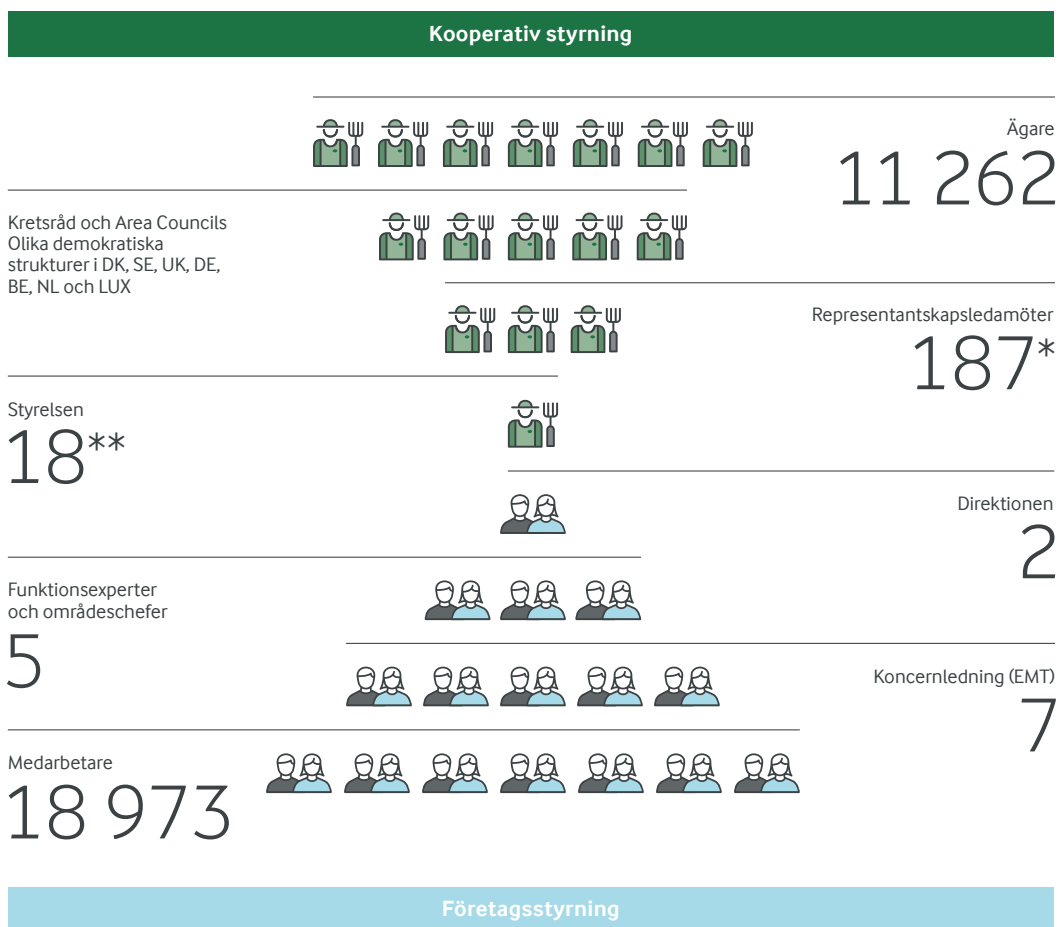 Kooperativ styrning
Ägare
11 262
Kretsråd och Area Councils
Olika demokratiska
strukturer i DK, SE, UK, DE,
BE, NL och LUX
Representantskapsledamöter
187*
Styrelsen
18**
Direktionen
2
Funktionsexperter
och områdeschefer
5
Koncernledning (EMT)
7
Medarbetare
18 973
Företagsstyrning